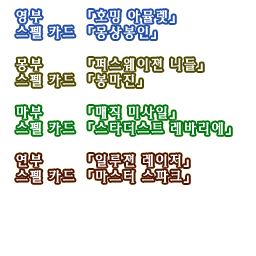 영부 「호밍 아뮬렛」
스펠 카드 「몽상봉인」
몽부 「퍼스웨이젼 니들」
스펠 카드 「봉마진」
마부 「매직 미사일」
스펠 카드 「스타더스트 레바리에」
연부 「일루젼 레이저」
스펠 카드 「마스터 스파크」